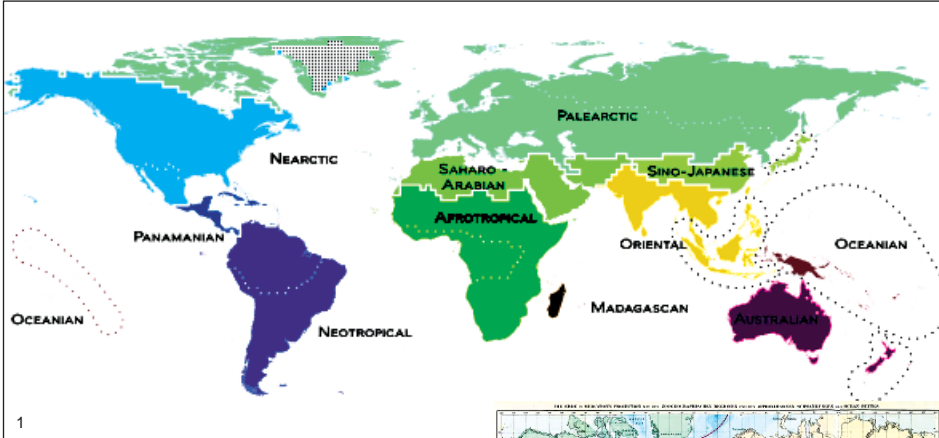 PALEARCTIC
NEARCTIC
SAHARO-
ARABIAN
SINO-JAPANESE
AFROTROPICAL
PANAMANIAN
ORIENTAL
OCEANIAN
OCEANIAN
NEOTROPICAL
MADAGASCAN
AUSTRALIAN
1